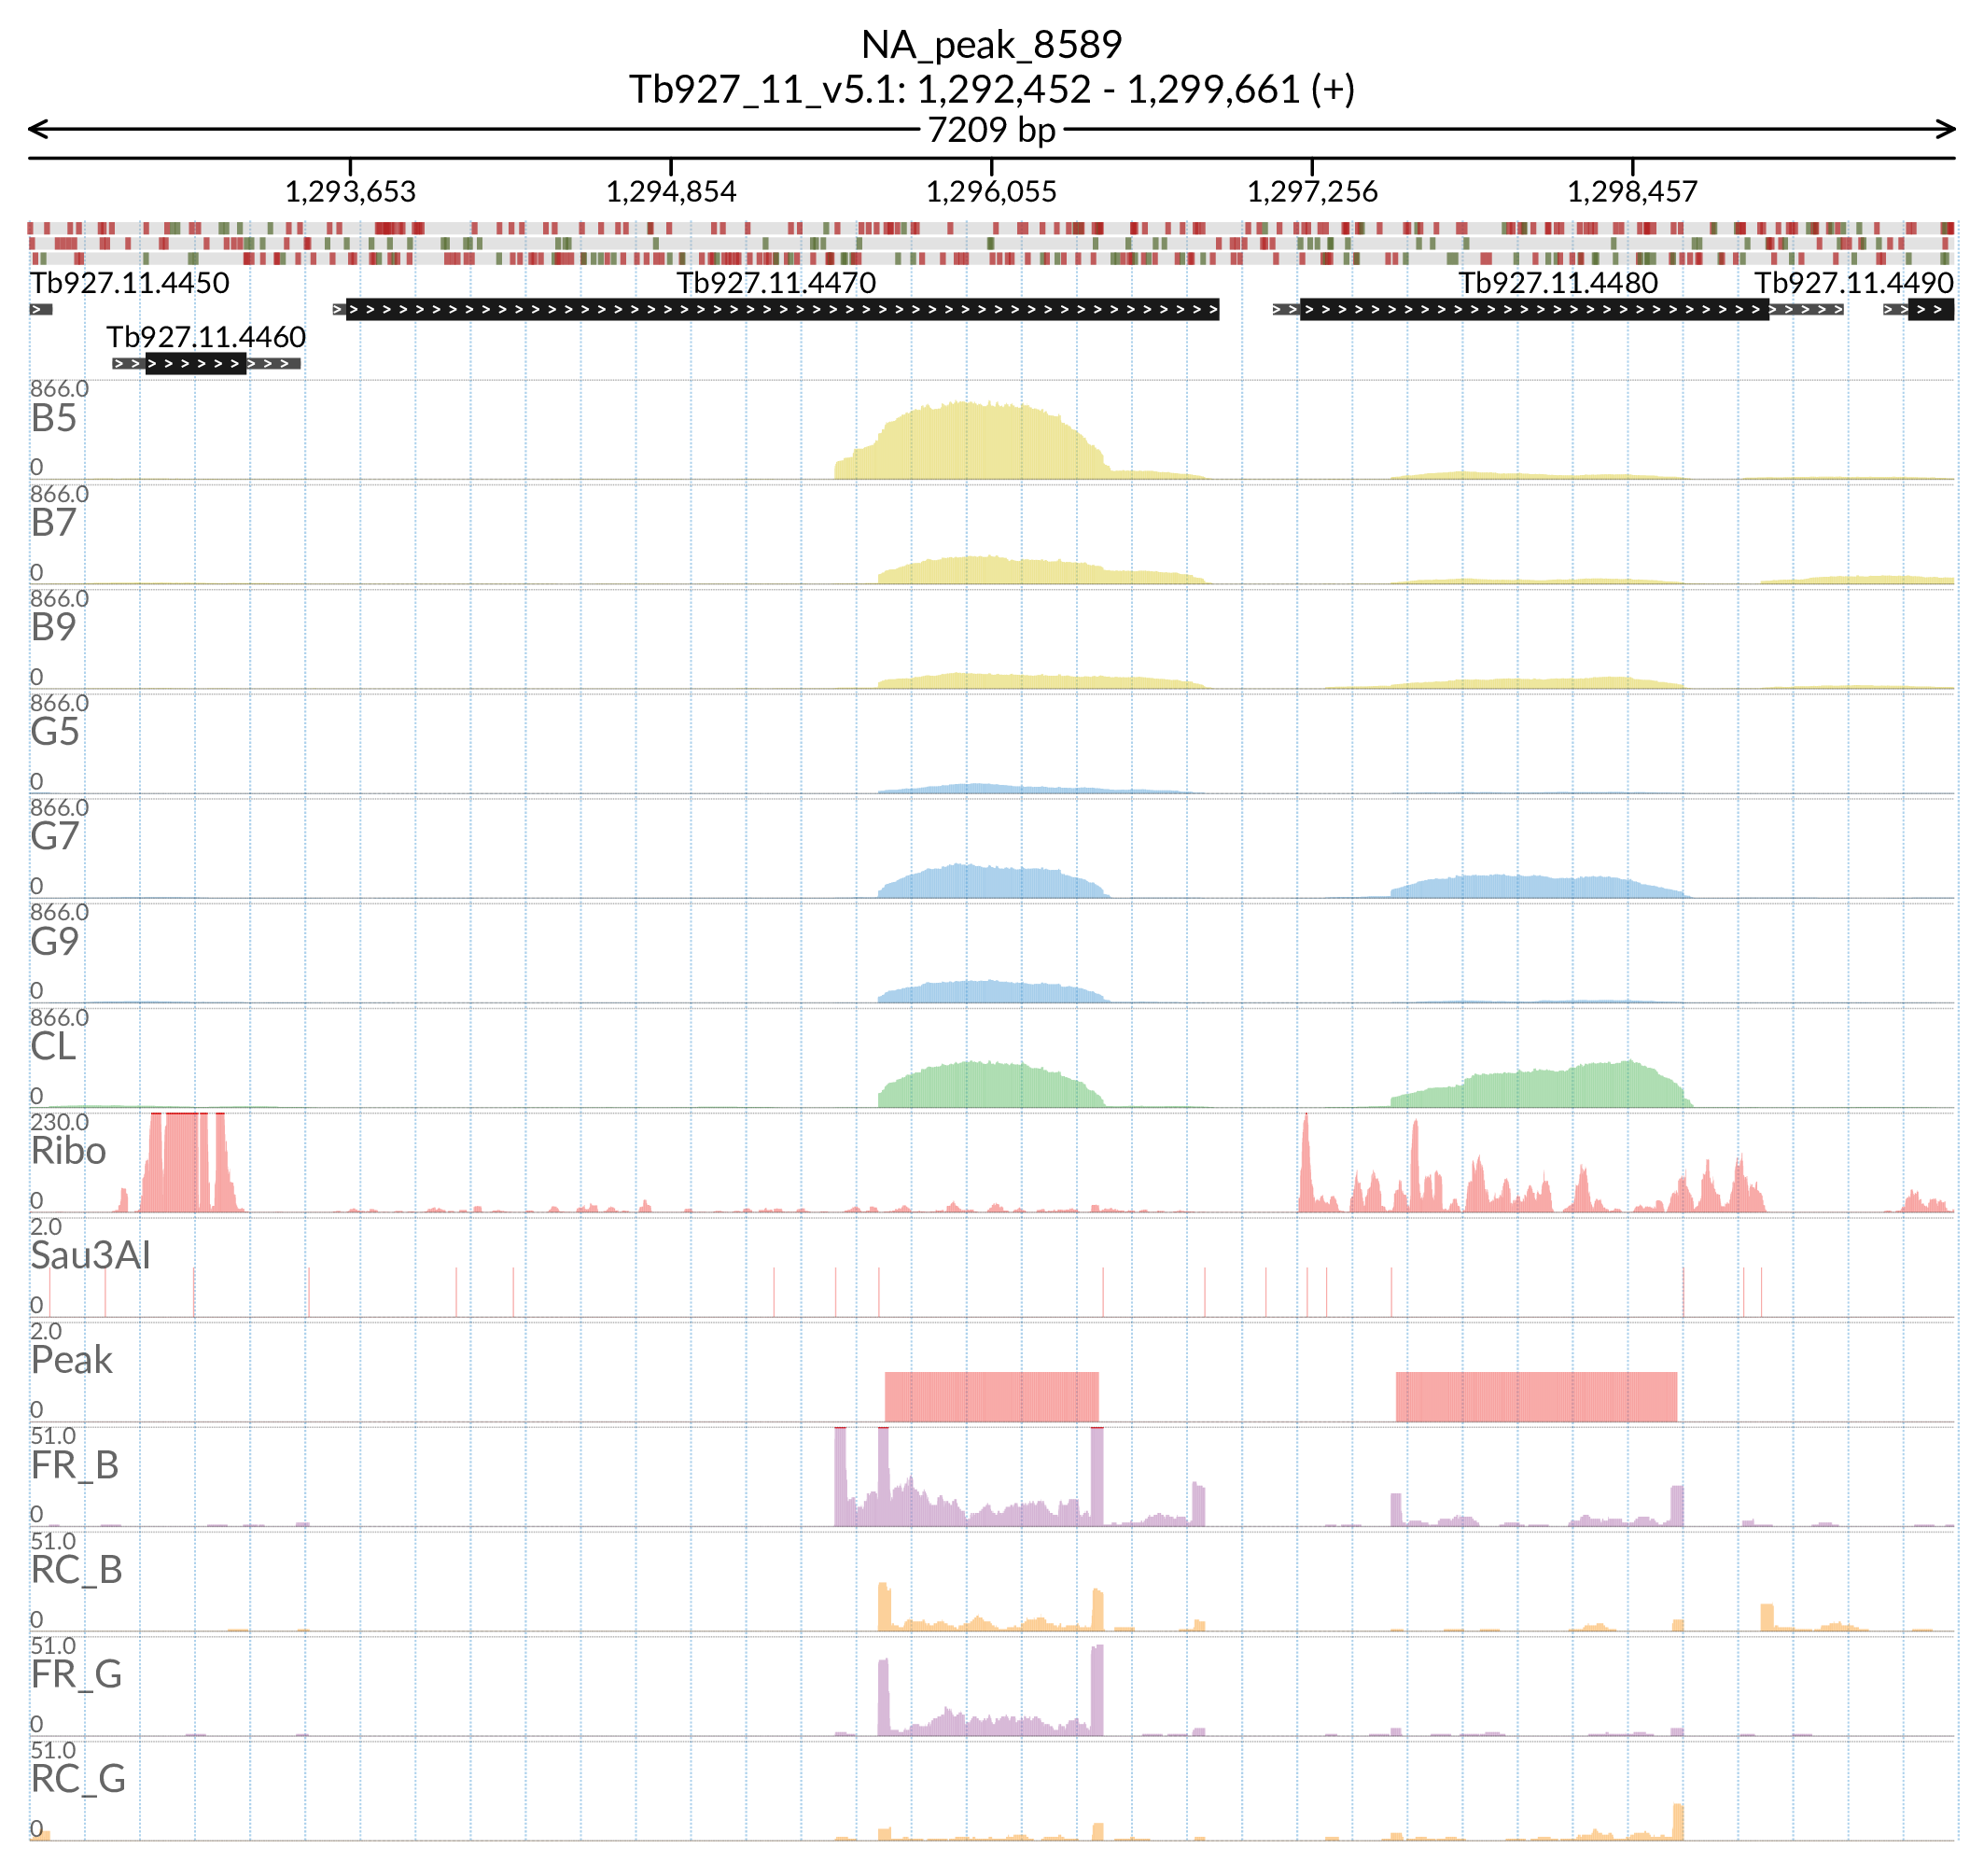 NA_peak_8589
Tb927_11_v5.1: 1,292,452 - 1,299,661 (+)
7209 bp
1,293,653 1,294,854 1,296,055 1,297,256 1,298,457
Tb927.11.4450 Tb927.11.4470 Tb927.11.4480 Tb927.11.4490
Tb927.11.4460
866.0
B5
0
866.0
B7
0
866.0
B9
0
866.0
G5
0
866.0
G7
0
866.0
G9
0
866.0
CL
0
230.0
Ribo
0
2.0
Sau3AI
0
2.0
Peak
0
51.0
FR_B
0
51.0
RC_B
0
51.0
FR_G
0
51.0
RC_G
0